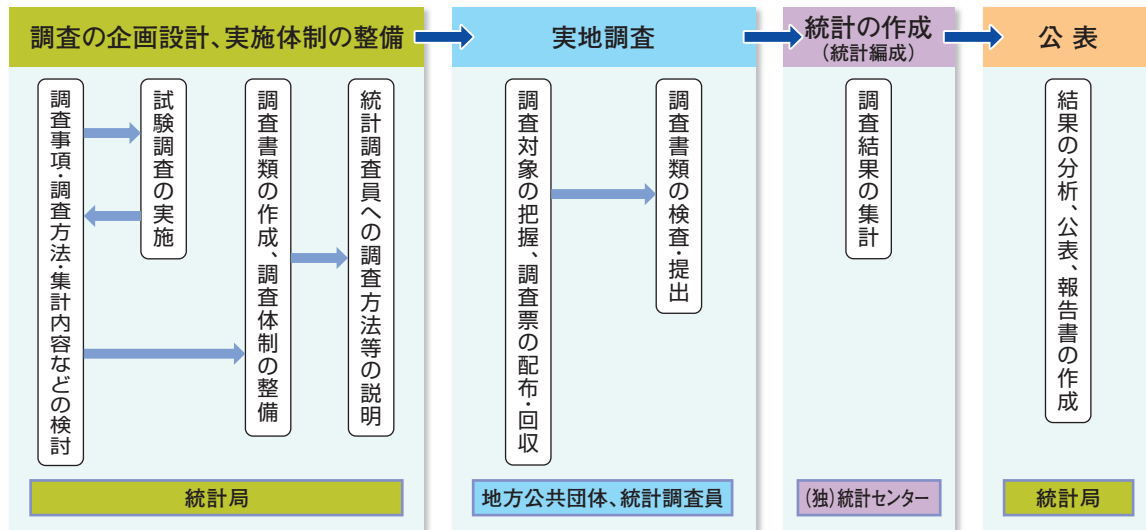 調査の企画設計、実施体制の整備
調査事項・調査方法・集計内容などの検討
試験調査の実施
調査書類の作成、調査体制の整備
統計調査員への調査方法等の説明
統計局
実地調査
調査対象の把握、調査票の配布・回収
調査書類の検査・提出
地方公共団体、統計調査員
統計の作成
(統計編成)
調査結果の集計
(独)統計センター
公 表
結果の分析、公表、報告書の作成
統計局